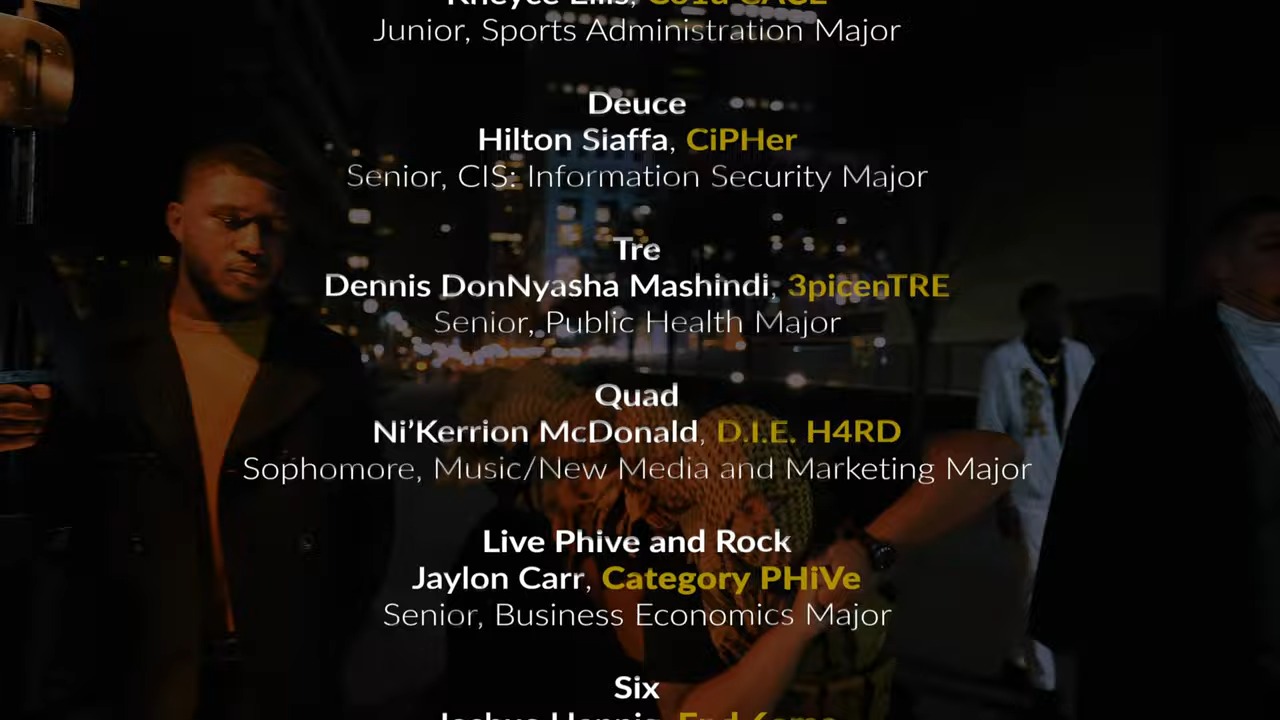 Junior, Sports Administration Major
Deuce
Hilton Siaffa, CiPHer
Senior, CIS: Information Security Major
Tre
Dennis DonNyasha Mashindi, 3picenTRE
Senior, Public Health Major
Quad
Ni’Kerrion McDonald, D.I.E. H4RD
Sophomore, Music/New Media and Marketing Major
Live Phive and Rock
Jaylon Carr, Category PHiVe
Senior, Business Economics Major
Six